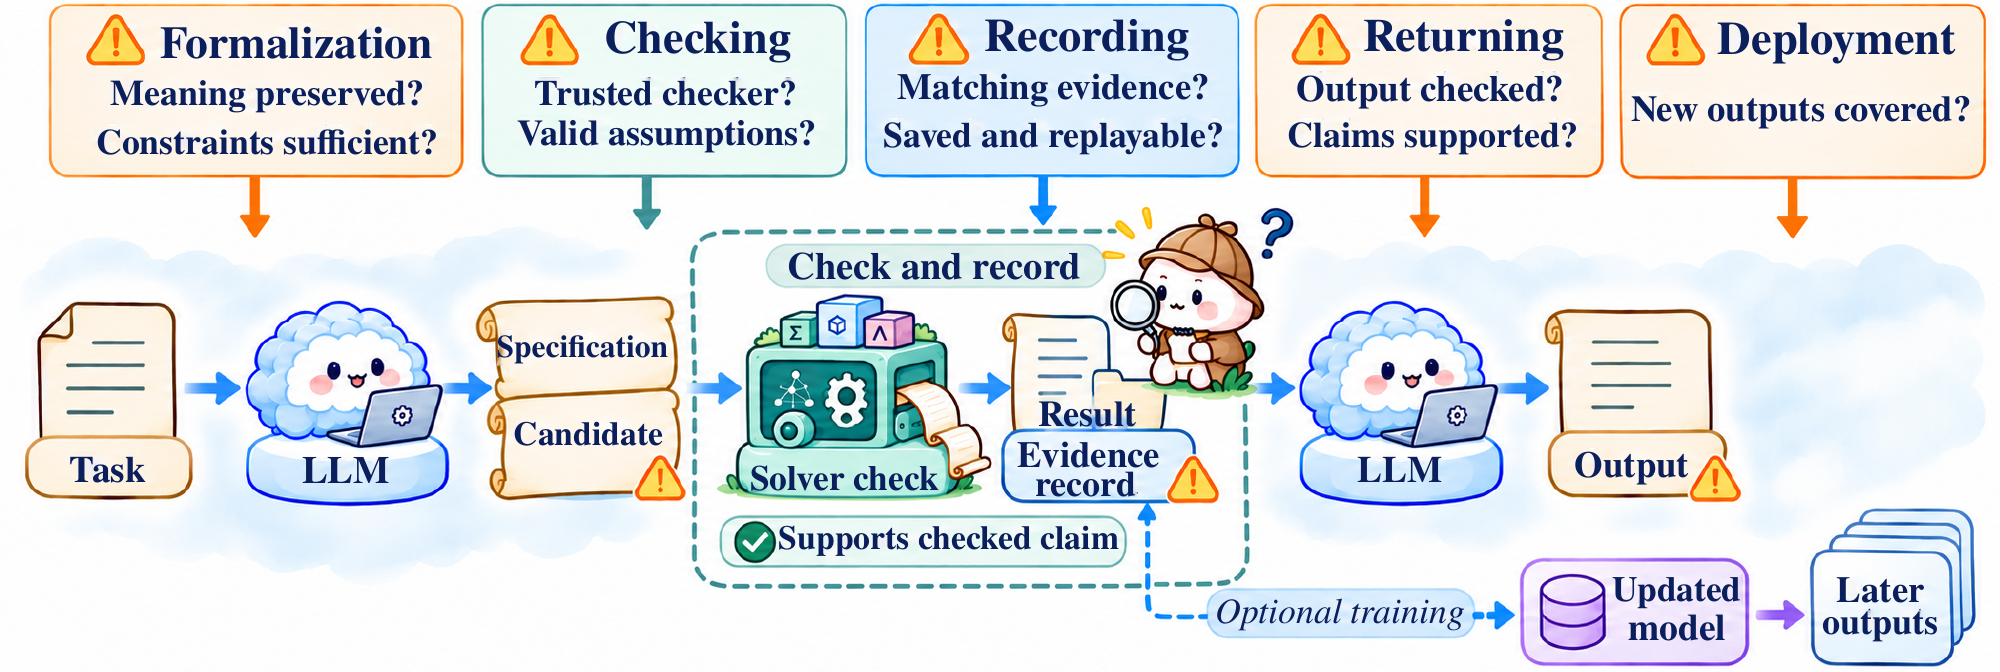 Formalization
Meaning preserved?
Constraints sufficient?
Checking
Trusted checker?
Valid assumptions?
Recording
Matching evidence?
Saved and replayable?
Returning
Output checked?
Claims supported?
Deployment
New outputs covered?
Check and record
Task
LLM
Specification
Candidate
Σ
Λ
Solver check
Result
Evidence
record
Supports checked claim
?
LLM
Output
Optional training
Updated
model
Later
outputs